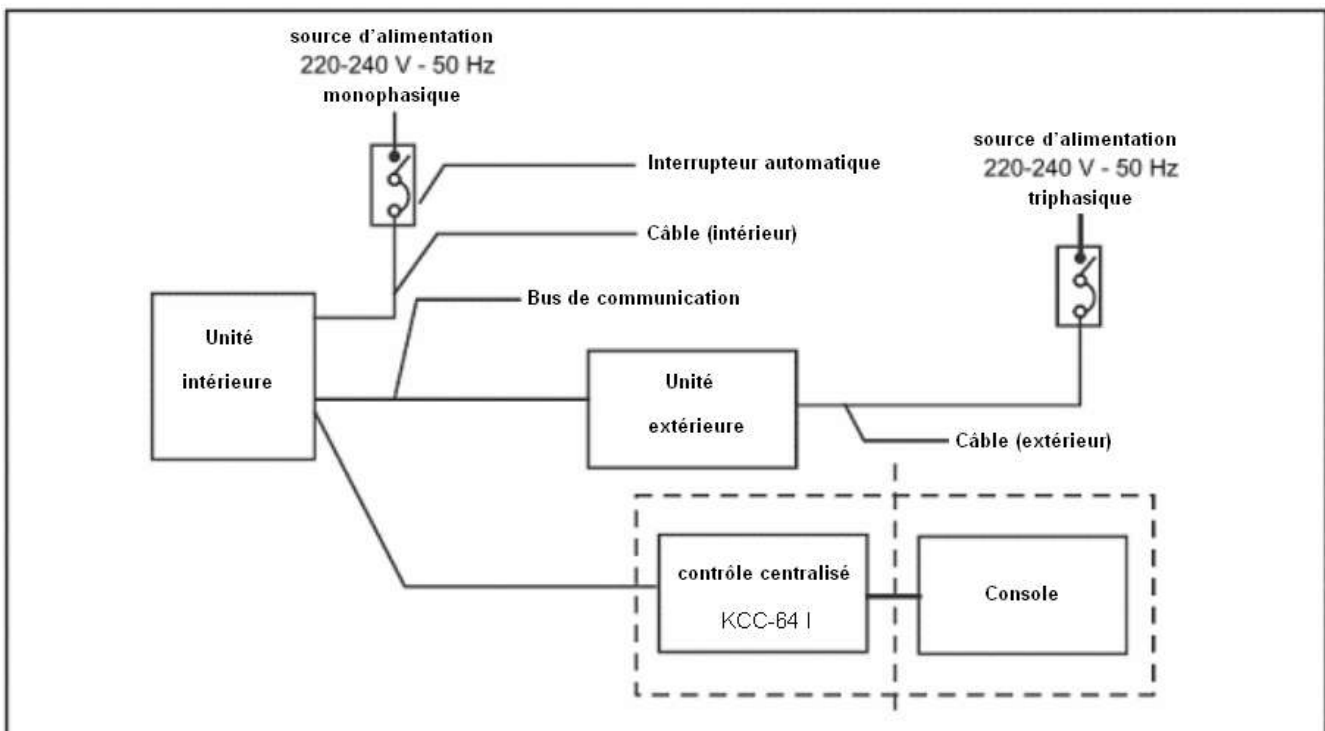 source d'alimentation
220-240 V - 50 Hz
monophasique
source d'alimentation
220-240 V - 50 Hz
triphasique
Interrupteur automatique
Câble (intérieur)
Bus de communication
Unité
intérieure
Unité
extérieure
Câble (extérieur)
contrôle centralisé
KCC-64 I
Console